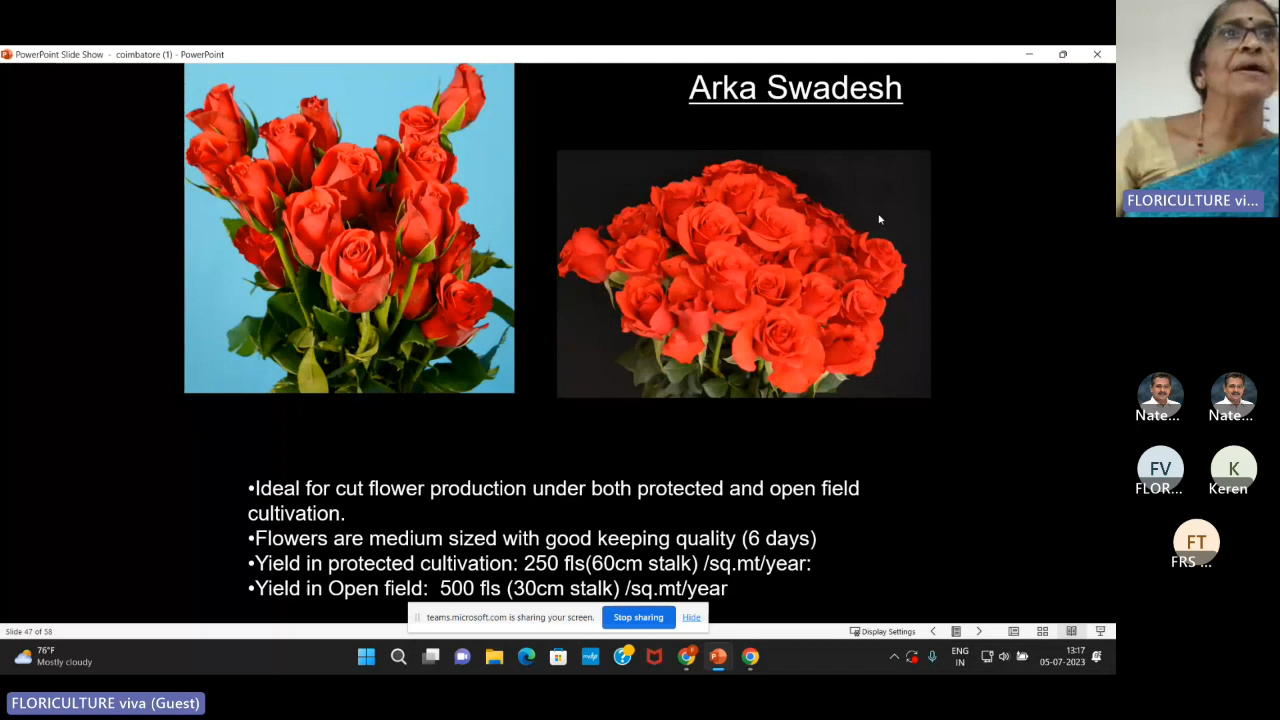 PowerPoint Slide Show - coimbatore (1) - PowerPoint
Arka Swadesh
•Ideal for cut flower production under both protected and open field
cultivation.
•Flowers are medium sized with good keeping quality (6 days)
•Yield in protected cultivation: 250 fls(60cm stalk) /sq.mt/year:
•Yield in Open field: 500 fls (30cm stalk) /sq.mt/year
teams.microsoft.com is sharing your screen.
Stop sharing
Hide
Slide 47 of 58
Display Settings
76°F
Mostly cloudy
ENG
IN
13:17
05-07-2023
FLORICULTURE vi...
Nate...
Nate...
FV
FLOR...
K
Keren
FT
FRS ...
FLORICULTURE viva (Guest)